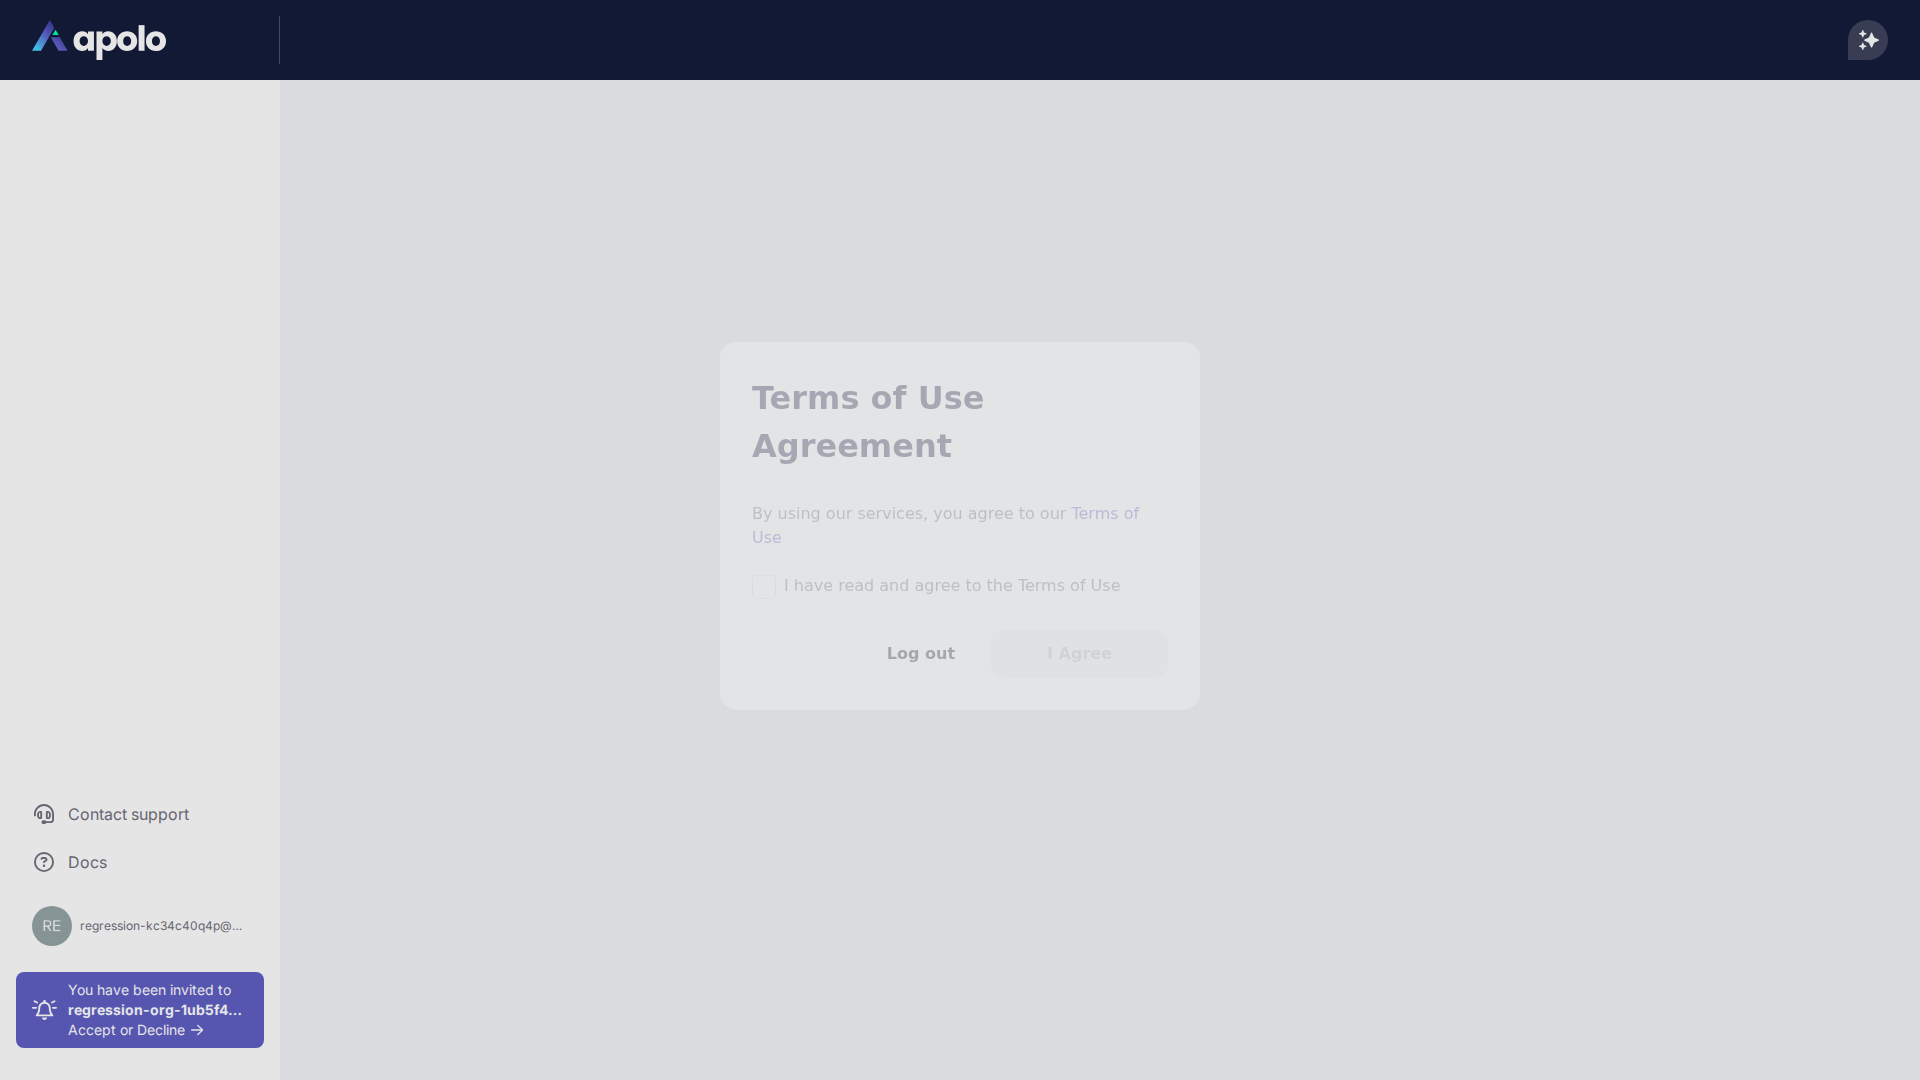 apolo
Terms of Use
Agreement
By using our services, you agree to our Terms of
Use
I have read and agree to the Terms of Use
Log out
I Agree
Contact support
Docs
RE
regression-kc34c40q4p@...
You have been invited to
regression-org-1ub5f4...
Accept or Decline →